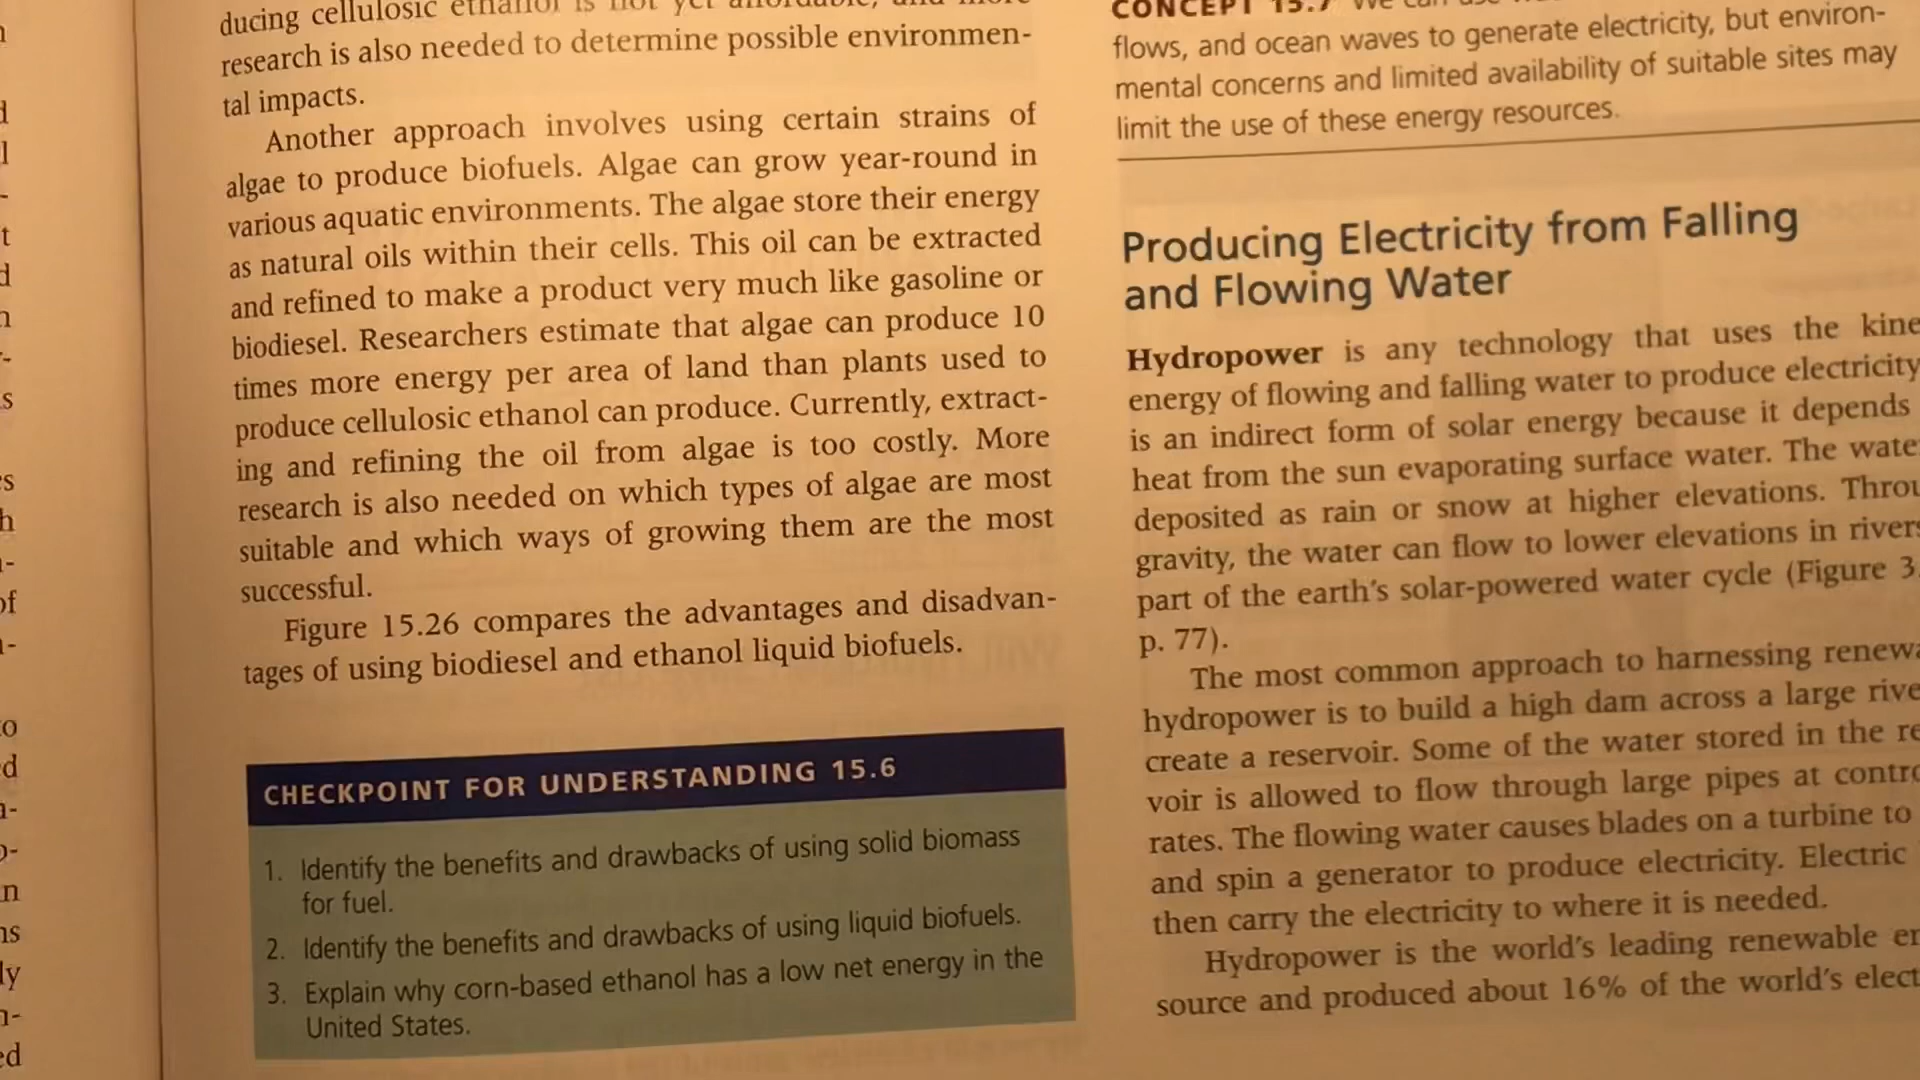 ducing cellulosic ethanol is not yet affordable, and more
research is also needed to determine possible environmen-
tal impacts.
Another approach involves using certain strains of
algae to produce biofuels. Algae can grow year-round in
various aquatic environments. The algae store their energy
as natural oils within their cells. This oil can be extracted
and refined to make a product very much like gasoline or
biodiesel. Researchers estimate that algae can produce 10
times more energy per area of land than plants used to
produce cellulosic ethanol can produce. Currently, extract-
ing and refining the oil from algae is too costly. More
research is also needed on which types of algae are most
suitable and which ways of growing them are the most
successful.
Figure 15.26 compares the advantages and disadvan-
tages of using biodiesel and ethanol liquid biofuels.
CHECKPOINT FOR UNDERSTANDING 15.6
1. Identify the benefits and drawbacks of using solid biomass
for fuel.
2. Identify the benefits and drawbacks of using liquid biofuels.
3. Explain why corn-based ethanol has a low net energy in the
United States.
CONCEPT 15.7 We can use
flows, and ocean waves to generate electricity, but environ-
mental concerns and limited availability of suitable sites may
limit the use of these energy resources.
Producing Electricity from Falling
and Flowing Water
Hydropower is any technology that uses the kine
energy of flowing and falling water to produce electricity
is an indirect form of solar energy because it depends
heat from the sun evaporating surface water. The wate
deposited as rain or snow at higher elevations. Throu
gravity, the water can flow to lower elevations in rivers
part of the earth's solar-powered water cycle (Figure 3.
p. 77).
The most common approach to harnessing renewa
hydropower is to build a high dam across a large rive
create a reservoir. Some of the water stored in the re
voir is allowed to flow through large pipes at contro
rates. The flowing water causes blades on a turbine to
and spin a generator to produce electricity. Electric
then carry the electricity to where it is needed.
Hydropower is the world's leading renewable en
source and produced about 16% of the world's elect